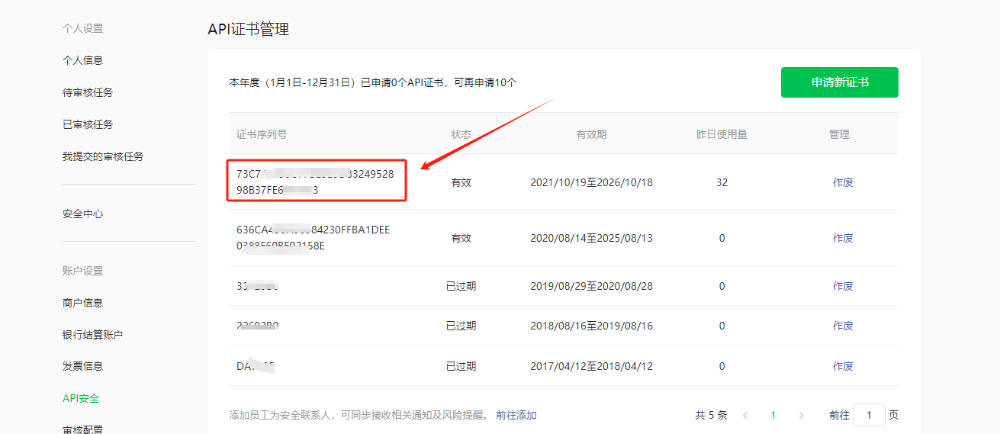 个人设置
个人信息
待审核任务
已审核任务
我提交的审核任务
安全中心
账户设置
商户信息
银行结算账户
发票信息
API安全
审核配置
API证书管理
本年度（1月1日-12月31日）已申请0个API证书，可再申请10个
申请新证书
证书序列号 状态 有效期 昨日使用量 管理
73C7 83249528
98B37FE6 3
有效 2021/10/19至2026/10/18 32 作废
636CA4 84230FFBA1DEE
158E
有效 2020/08/14至2025/08/13 0 作废
已过期 2019/08/29至2020/08/28 0 作废
已过期 2018/08/16至2019/08/16 0 作废
DA 已过期 2017/04/12至2018/04/12 0 作废
添加员工为安全联系人，可同步接收相关通知及风险提醒。 前往添加
共 5 条 < 1 > 前往 1 页